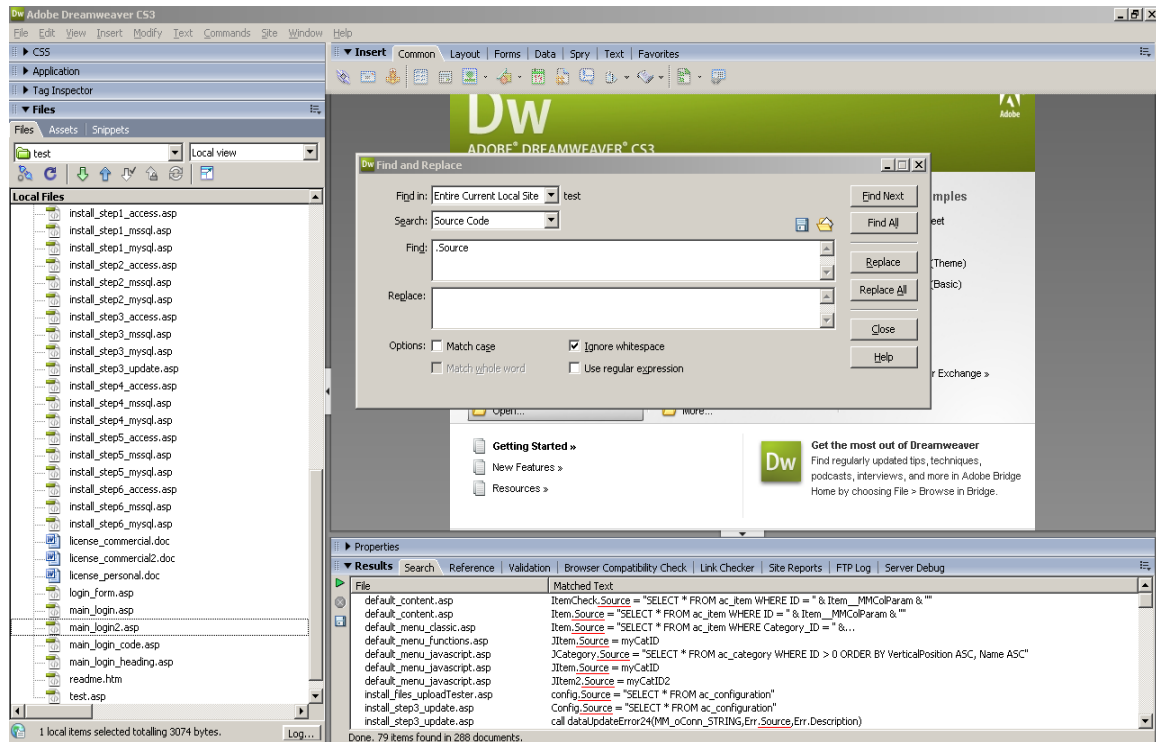 Dw Adobe Dreamweaver CS3
File Edit View Insert Modify Text Commands Site Window Help
CSS
Application
Tag Inspector
Files
Files Assets Snippets
test Local view
Local Files
install_step1_access.asp
install_step1_mssql.asp
install_step1_mysql.asp
install_step2_access.asp
install_step2_mssql.asp
install_step2_mysql.asp
install_step3_access.asp
install_step3_mssql.asp
install_step3_mysql.asp
install_step3_update.asp
install_step4_access.asp
install_step4_mssql.asp
install_step4_mysql.asp
install_step5_access.asp
install_step5_mssql.asp
install_step5_mysql.asp
install_step6_access.asp
install_step6_mssql.asp
install_step6_mysql.asp
license_commercial.doc
license_commercial2.doc
license_personal.doc
login_form.asp
main_login.asp
main_login2.asp
main_login_code.asp
main_login_heading.asp
readme.htm
test.asp
1 local items selected totalling 3074 bytes. Log...
Insert Common Layout Forms Data Spry Text Favorites
Dw
Adobe
ADOBE® DREAMWEAVER® CS3
Dw Find and Replace
Find in: Entire Current Local Site test Find Next
Search: Source Code Find All
Find: .Source
Replace
Replace: Replace All
Close
Options: Match case Ignore whitespace
Help
Match whole word Use regular expression
mples
eet
(Theme)
(Basic)
r Exchange »
Open... More...
Getting Started »
New Features »
Resources »
Dw
Get the most out of Dreamweaver
Find regularly updated tips, techniques,
podcasts, interviews, and more in Adobe Bridge
Home by choosing File > Browse in Bridge.
Properties
Results Search Reference Validation Browser Compatibility Check Link Checker Site Reports FTP Log Server Debug
File Matched Text
default_content.asp ItemCheck.Source = "SELECT * FROM ac_item WHERE ID = " & Item__MMColParam & ""
default_content.asp Item.Source = "SELECT * FROM ac_item WHERE ID = " & Item__MMColParam & ""
default_menu_classic.asp Item.Source = "SELECT * FROM ac_item WHERE Category_ID = " &...
default_menu_functions.asp JItem.Source = myCatID
default_menu_javascript.asp JCategory.Source = "SELECT * FROM ac_category WHERE ID > 0 ORDER BY VerticalPosition ASC, Name ASC"
default_menu_javascript.asp JItem.Source = myCatID
default_menu_javascript.asp JItem2.Source = myCatID2
install_files_uploadTester.asp config.Source = "SELECT * FROM ac_configuration"
install_step3_update.asp Config.Source = "SELECT * FROM ac_configuration"
install_step3_update.asp call dataUpdateError24(MM_oConn_STRING,Err.Source,Err.Description)
Done. 79 items found in 288 documents.